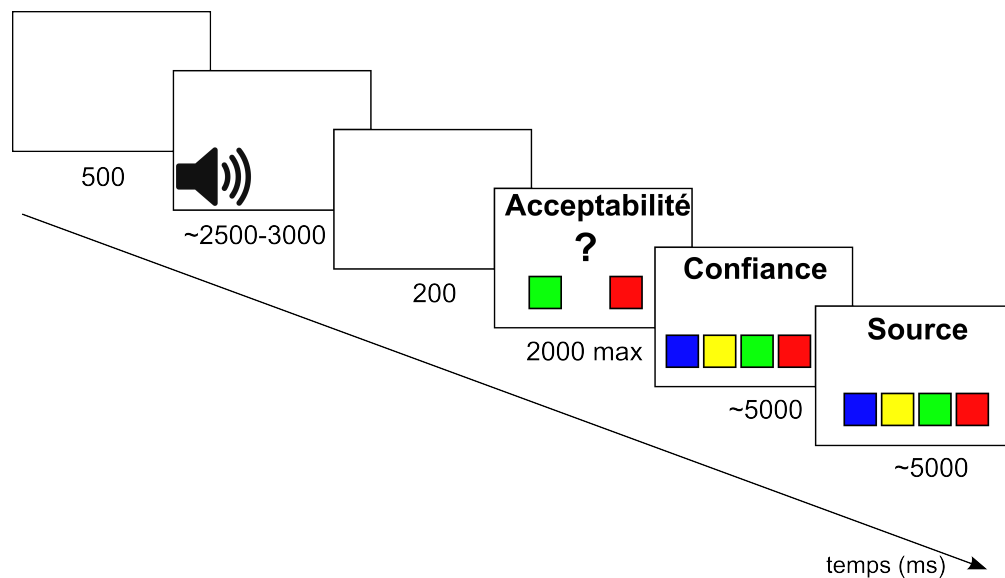 500
~2500-3000
200
Acceptabilité
?
2000 max
Confiance
~5000
Source
~5000
temps (ms)